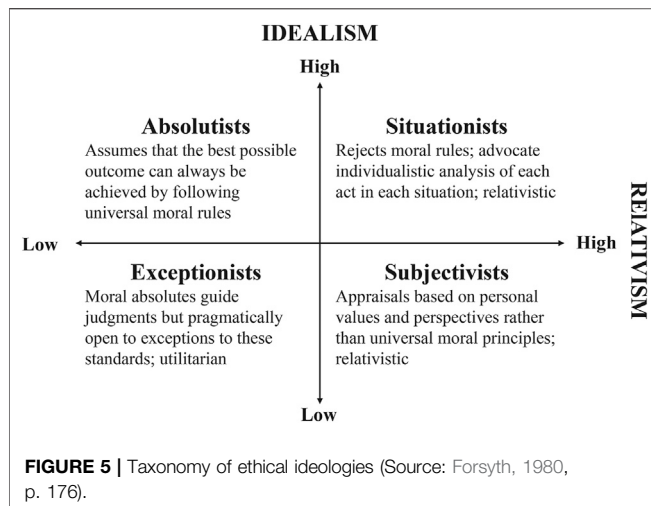 IDEALISM
High
Absolutists
Assumes that the best possible
outcome can always be
achieved by following
universal moral rules
Situationists
Rejects moral rules; advocate
individualistic analysis of each
act in each situation; relativistic
Low
High
RElATIVISM
Exceptionists
Moral absolutes guide
judgments but pragmatically
open to exceptions to these
standards; utilitarian
Subjectivists
Appraisals based on personal
values and perspectives rather
than universal moral principles;
relativistic
Low
FIGURE 5 | Taxonomy of ethical ideologies (Source: Forsyth, 1980,
p. 176).